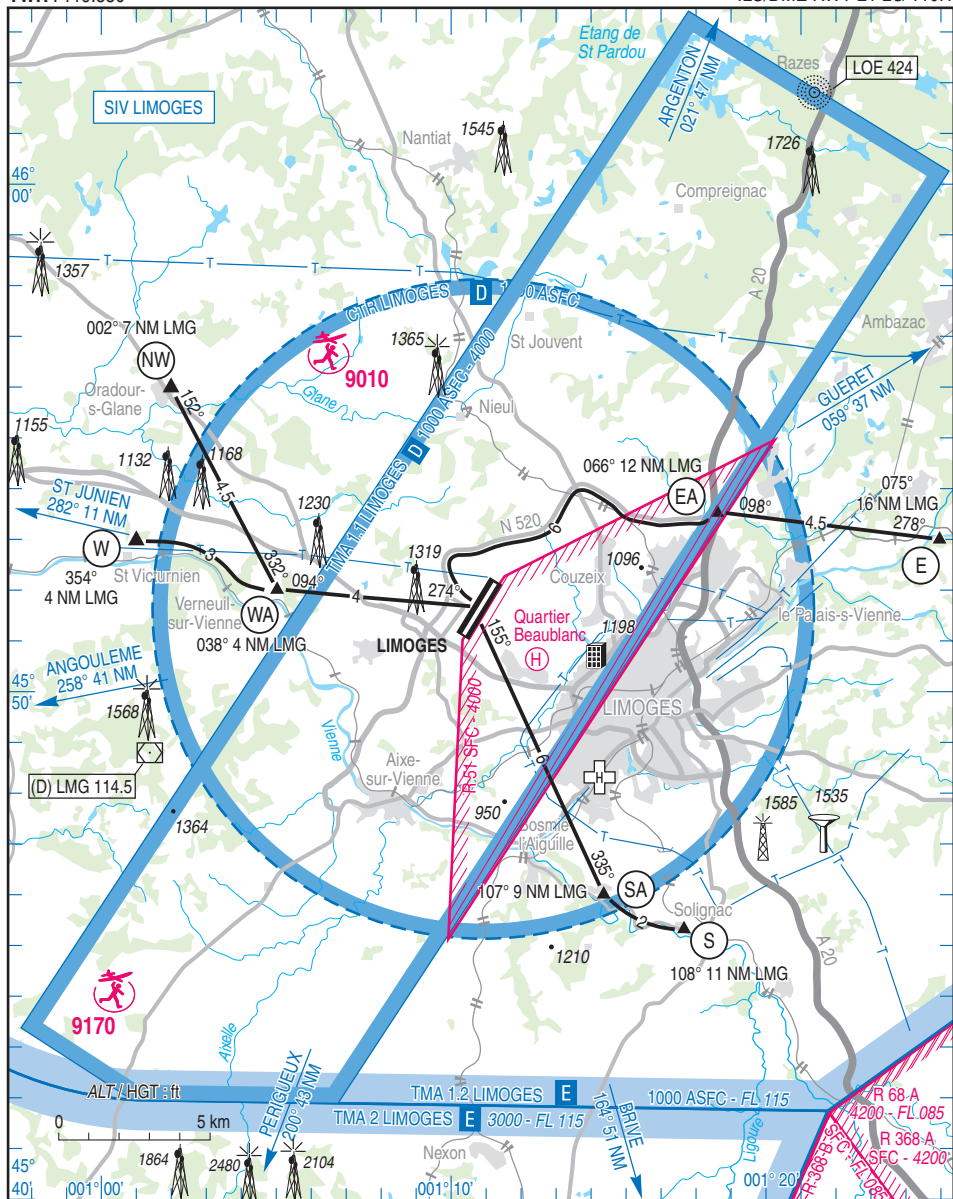 Etang de
St Pardou
Razes
LOE 424
ARGENTON
021° 47 NM
SIV LIMOGES
1545
Nantiat
1726
46°
00'
Compreignac
1357
A 20
CTR LIMOGES D ASFC
Ambazac
002° 7 NM LMG
NW
1365
St Jouvent
9010
Oradour-
s-Glane
152°
Glane
TMA 1.1 LIMOGES D 1000 ASFC - 4000
Nieul
GUERET
059° 37 NM
1155
1132
1168
4.5
066° 12 NM LMG
075°
16 NM LMG
EA
098°
4.5
278°
E
ST JUNIEN
282° 11 NM
1230
N 520
6
W
3
332°
094°
1319
1096
354°
4 NM LMG
St Victurnien
274°
Couzeix
4
Verneuil-
sur-Vienne
WA
155°
Quartier
Beaublanc
H
1198
le Palais-s-Vienne
038° 4 NM LMG
LIMOGES
ANGOULEME
258° 41 NM
45°
50'
1568
LIMOGES
R 51 SFC - 4000
Vienne
(D) LMG 114.5
Aixe-
sur-Vienne
6
H
1364
950
1585
1535
Bosmie
l'Aiguille
335°
107° 9 NM LMG
SA
2
Solignac
S
1210
108° 11 NM LMG
A 20
9170
Aixelle
ALT / HGT : ft
PERIGUEUX
200° 43 NM
TMA 1.2 LIMOGES E 1000 ASFC - FL 115
TMA 2 LIMOGES E 3000 - FL 115
BRIVE
164° 51 NM
Ligoure
R 68 A
4200 - FL 085
R 368 A
SFC - 4200
R 368 B
SFC - FL 085
0 5 km
Nexon
1864
2480
2104
45°
40'
001° 00'
001° 10'
001° 20'